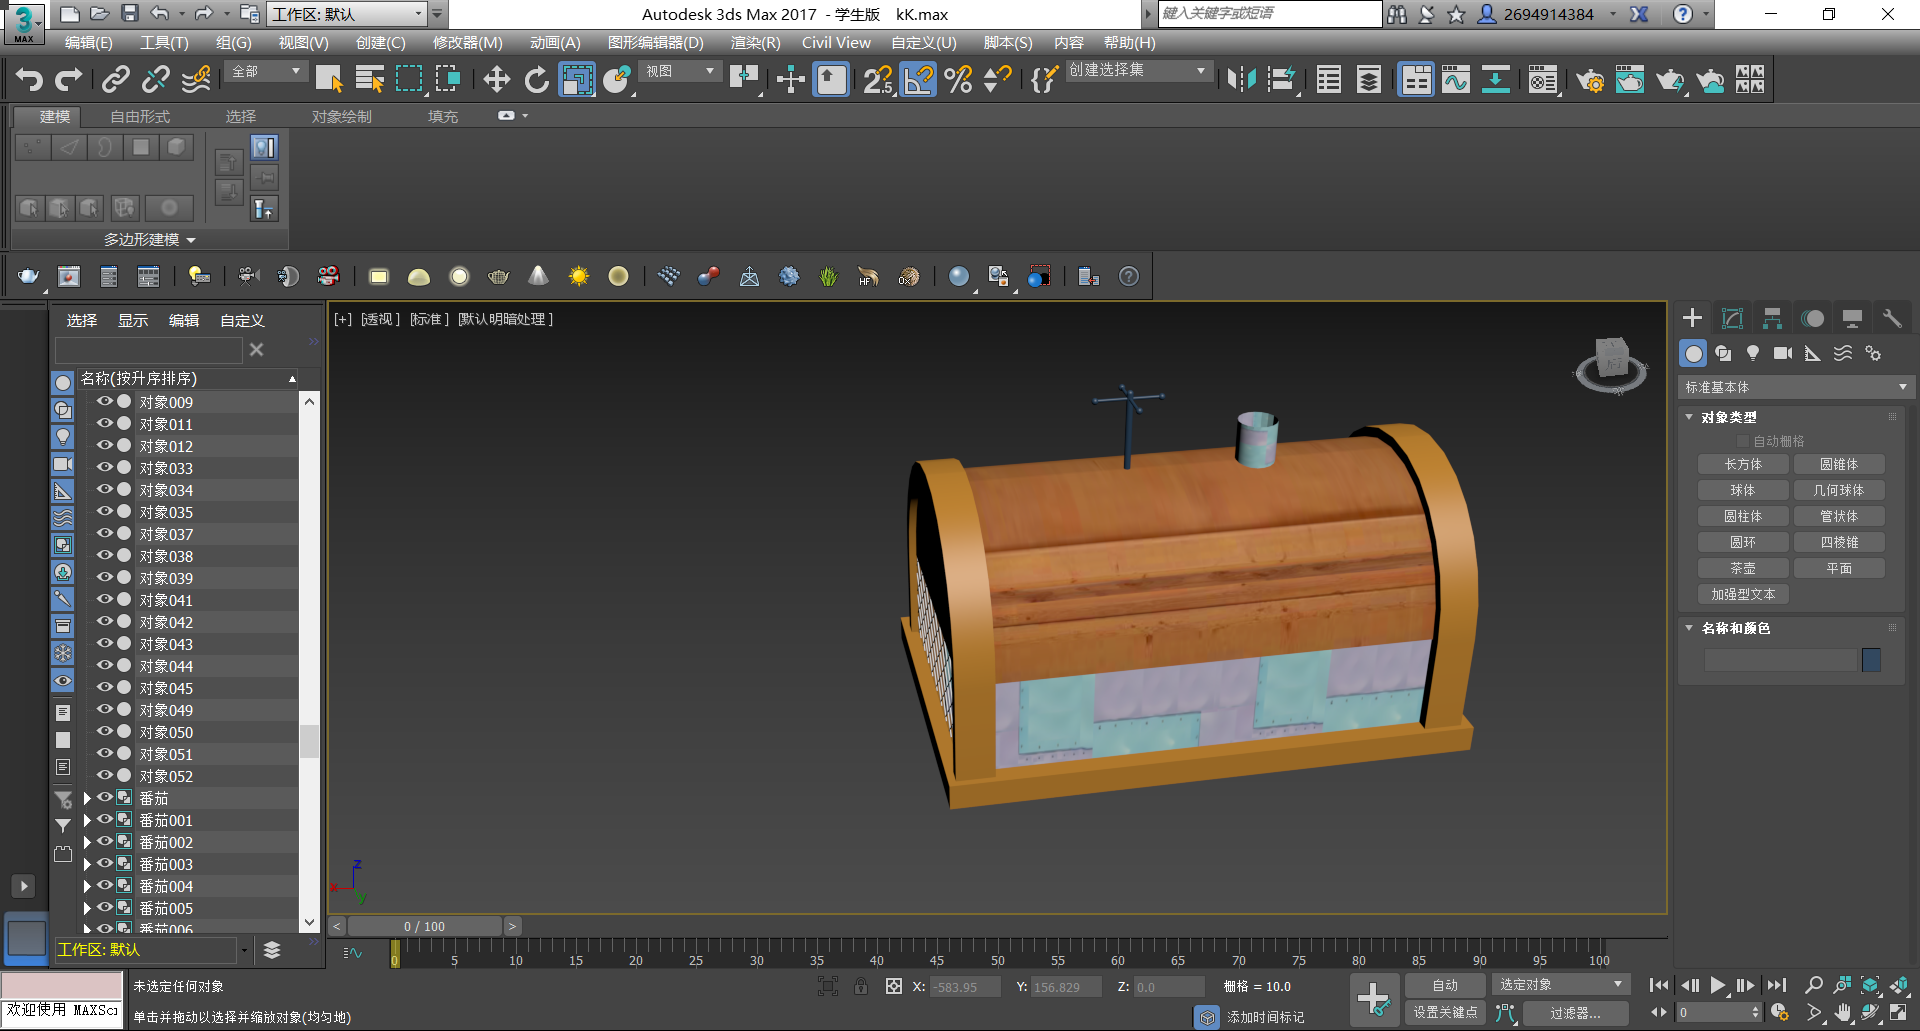 3
MAX
工作区: 默认
Autodesk 3ds Max 2017 - 学生版 kK.max
键入关键字或短语
2694914384
编辑(E) 工具(T) 组(G) 视图(V) 创建(C) 修改器(M) 动画(A) 图形编辑器(D) 渲染(R) Civil View 自定义(U) 脚本(S) 内容 帮助(H)
全部
视图
2.5
创建选择集
建模 自由形式 选择 对象绘制 填充
多边形建模
HF
选择 显示 编辑 自定义
名称(按升序排序)
对象009
对象011
对象012
对象033
对象034
对象035
对象037
对象038
对象039
对象041
对象042
对象043
对象044
对象045
对象049
对象050
对象051
对象052
番茄
番茄001
番茄002
番茄003
番茄004
番茄005
番茄006
工作区: 默认
[+] [透视] [标准] [默认明暗处理]
z
x
y
标准基本体
对象类型
自动栅格
长方体 圆锥体
球体 几何球体
圆柱体 管状体
圆环 四棱锥
茶壶 平面
加强型文本
名称和颜色
< 0 / 100 >
0 5 10 15 20 25 30 35 40 45 50 55 60 65 70 75 80 85 90 95 100
未选定任何对象
X: -583.95 Y: 156.829 Z: 0.0 栅格 = 10.0
自动 选定对象
欢迎使用 MAXSc
单击并拖动以选择并缩放对象(均匀地)
添加时间标记
设置关键点 过滤器...
0